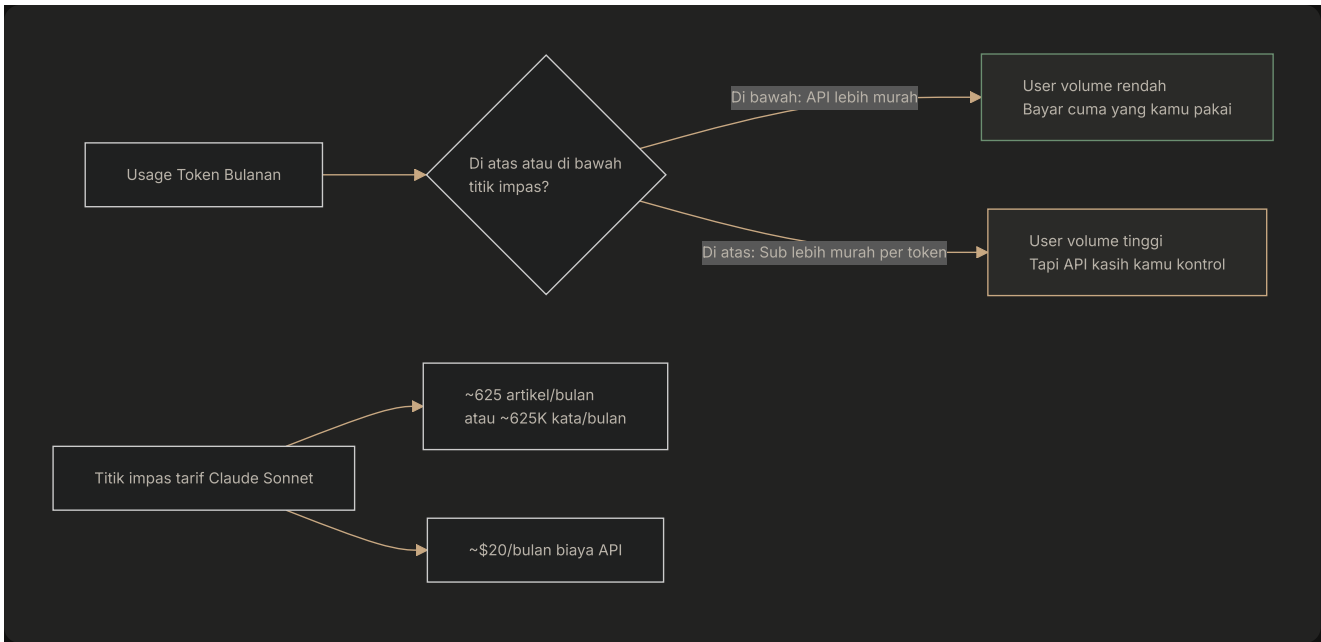 Usage Token Bulanan
Di atas atau di bawah
titik impas?
Di bawah: API lebih murah
User volume rendah
Bayar cuma yang kamu pakai
Di atas: Sub lebih murah per token
User volume tinggi
Tapi API kasih kamu kontrol
Titik impas tarif Claude Sonnet
~625 artikel/bulan
atau ~625K kata/bulan
~$20/bulan biaya API